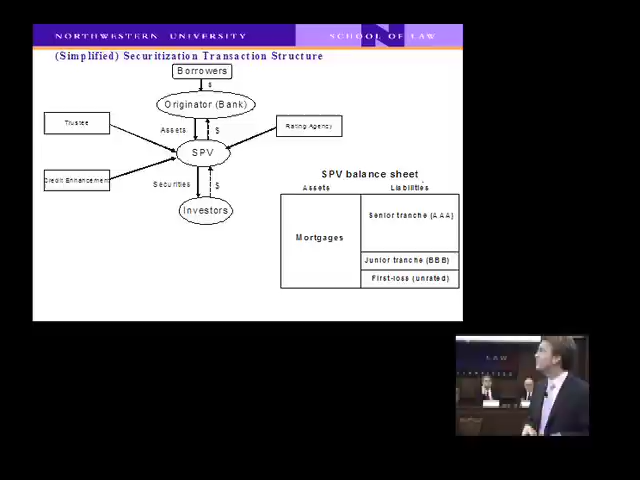 NORTHWESTERN UNIVERSITY
SCHOOL OF LAW
(Simplified) Securitization Transaction Structure
Borrowers
$
Originator (Bank)
Trustee
Rating Agency
Assets
$
SPV
Credit Enhancement
Securities
$
Investors
SPV balance sheet
Assets
Liabilities
Senior tranche (AAA)
Mortgages
Junior tranche (BBB)
First-loss (unrated)
LAW